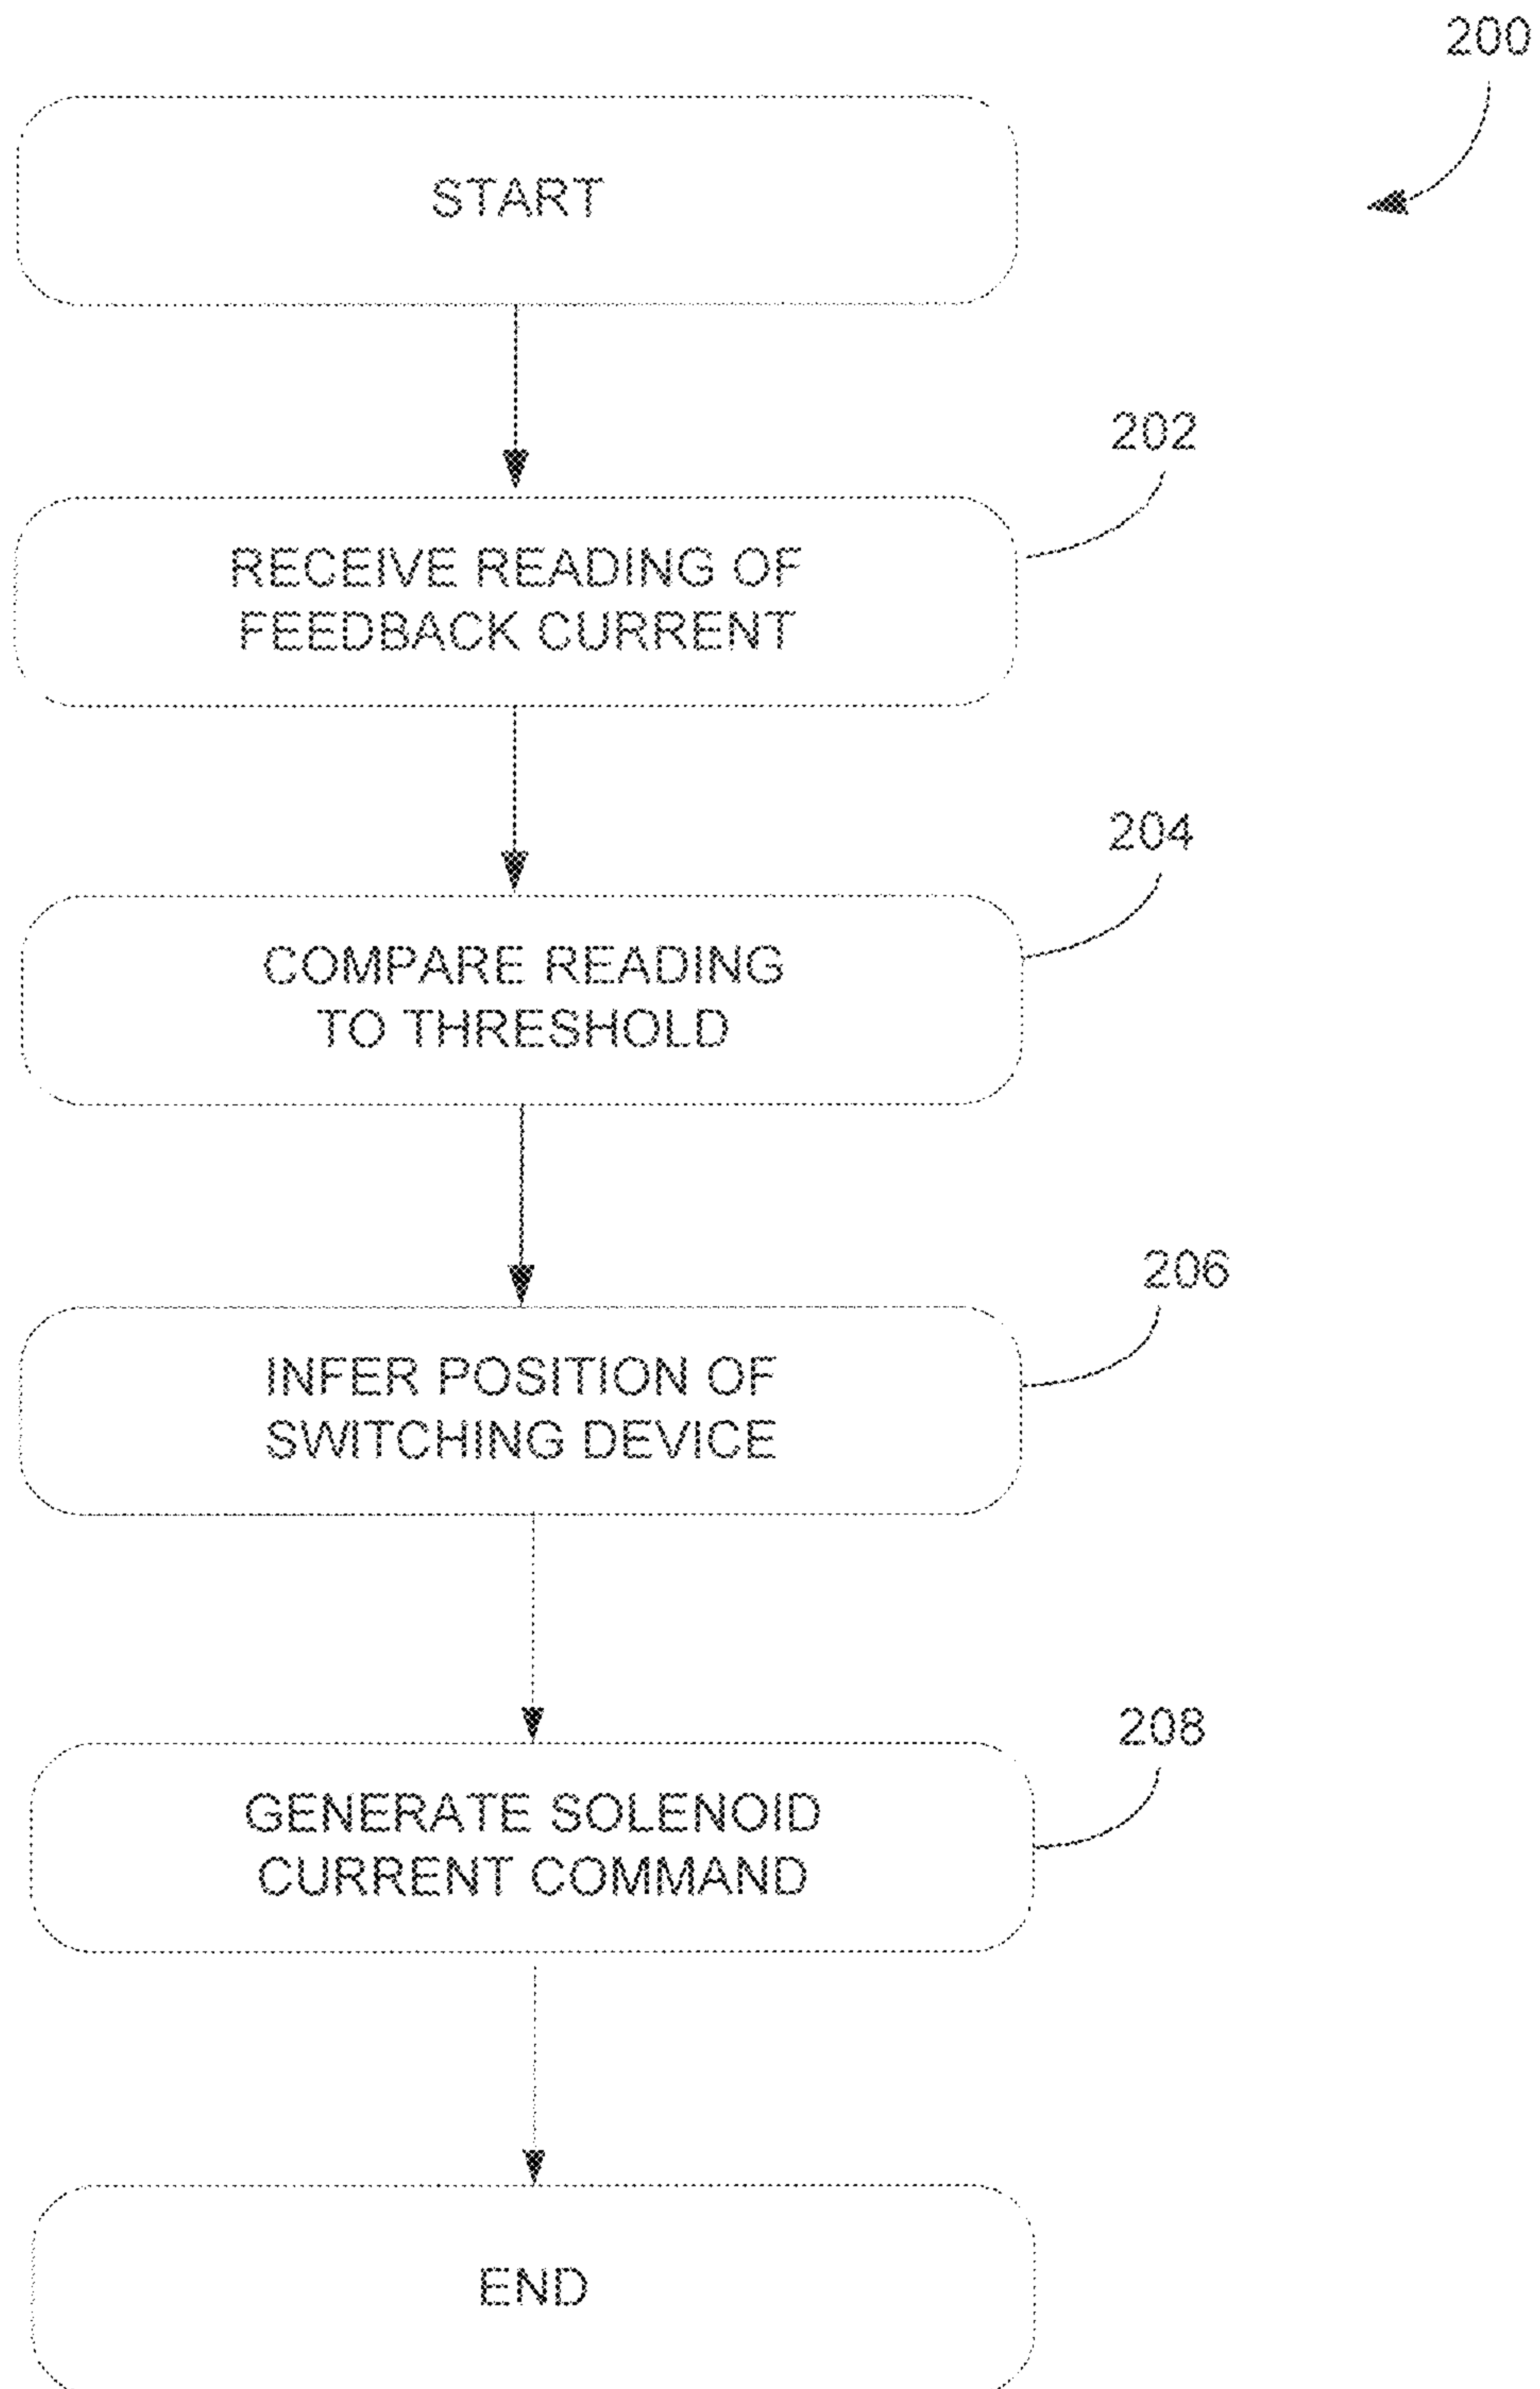 200
START
202
RECEIVE READING OF
FEEDBACK CURRENT
204
COMPARE READING
TO THRESHOLD
206
INFER POSITION OF
SWITCHING DEVICE
208
GENERATE SOLENOID
CURRENT COMMAND
END